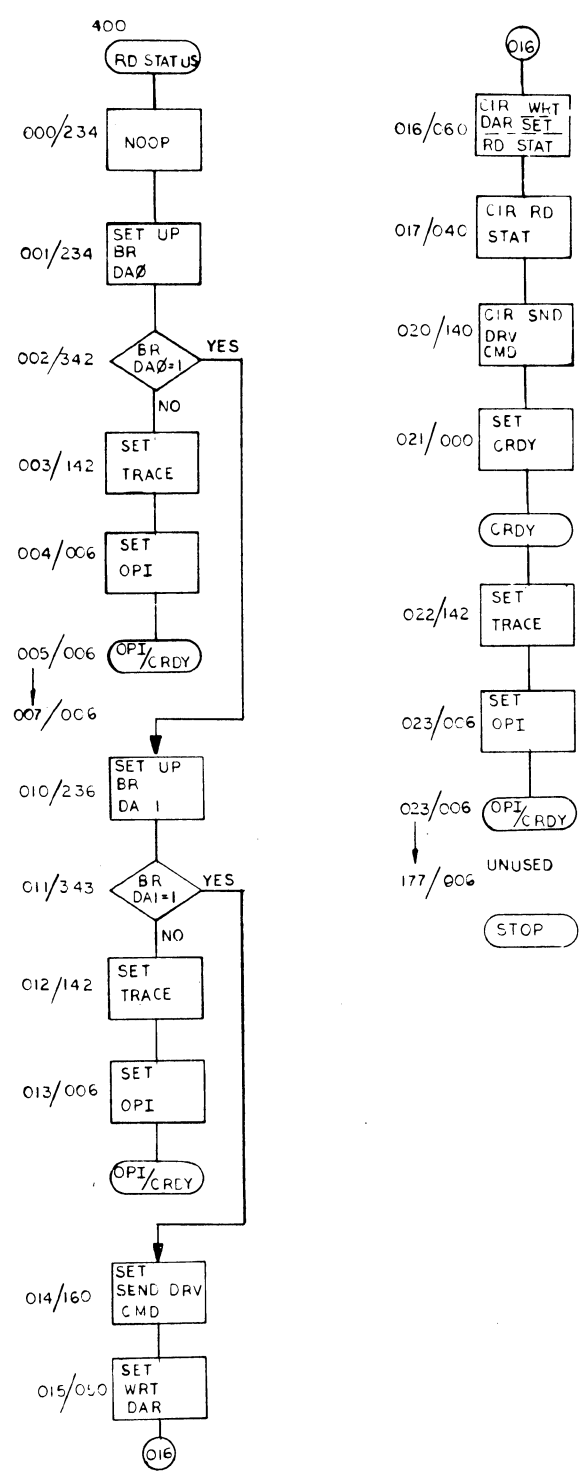 400
RD STATUS
000/234
NOOP
001/234
SET UP
BR
DAØ
002/342
BR
DAØ=1
YES
NO
003/142
SET
TRACE
004/006
SET
OPI
005/006
OPI/CRDY
007/006
010/236
SET UP
BR
DA 1
011/343
BR
DA1=1
YES
NO
012/142
SET
TRACE
013/006
SET
OPI
OPI/CRDY
014/160
SET
SEND DRV
CMD
015/050
SET
WRT
DAR
016
016
016/060
CIR WRT
DAR SET
RD STAT
017/040
CIR RD
STAT
020/140
CIR SND
DRV
CMD
021/000
SET
CRDY
CRDY
022/142
SET
TRACE
023/006
SET
OPI
023/006
OPI/CRDY
UNUSED
177/006
STOP